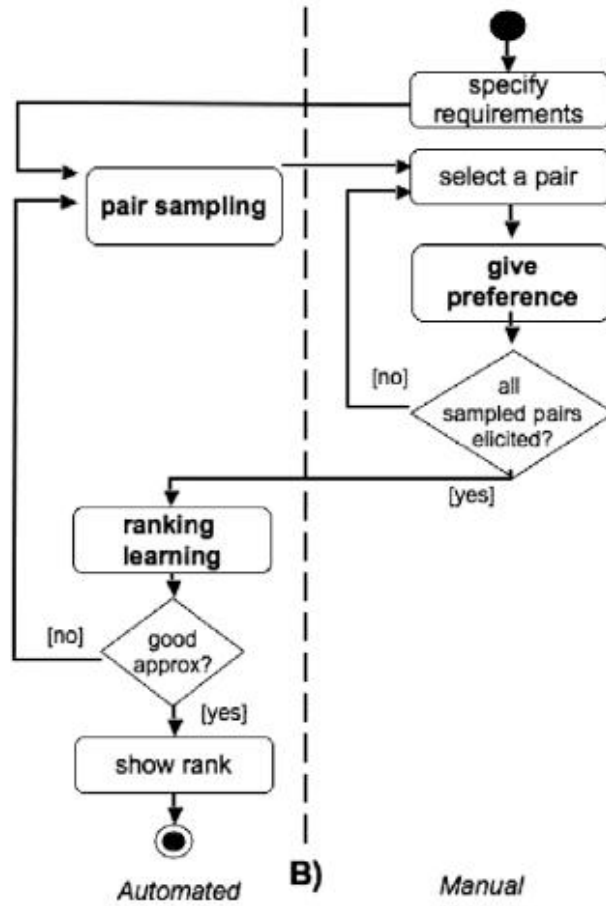 specify
requirements
pair sampling
select a pair
give
preference
[no]
all
sampled pairs
elicited?
[yes]
ranking
learning
[no]
good
approx?
[yes]
show rank
B)
Automated
Manual